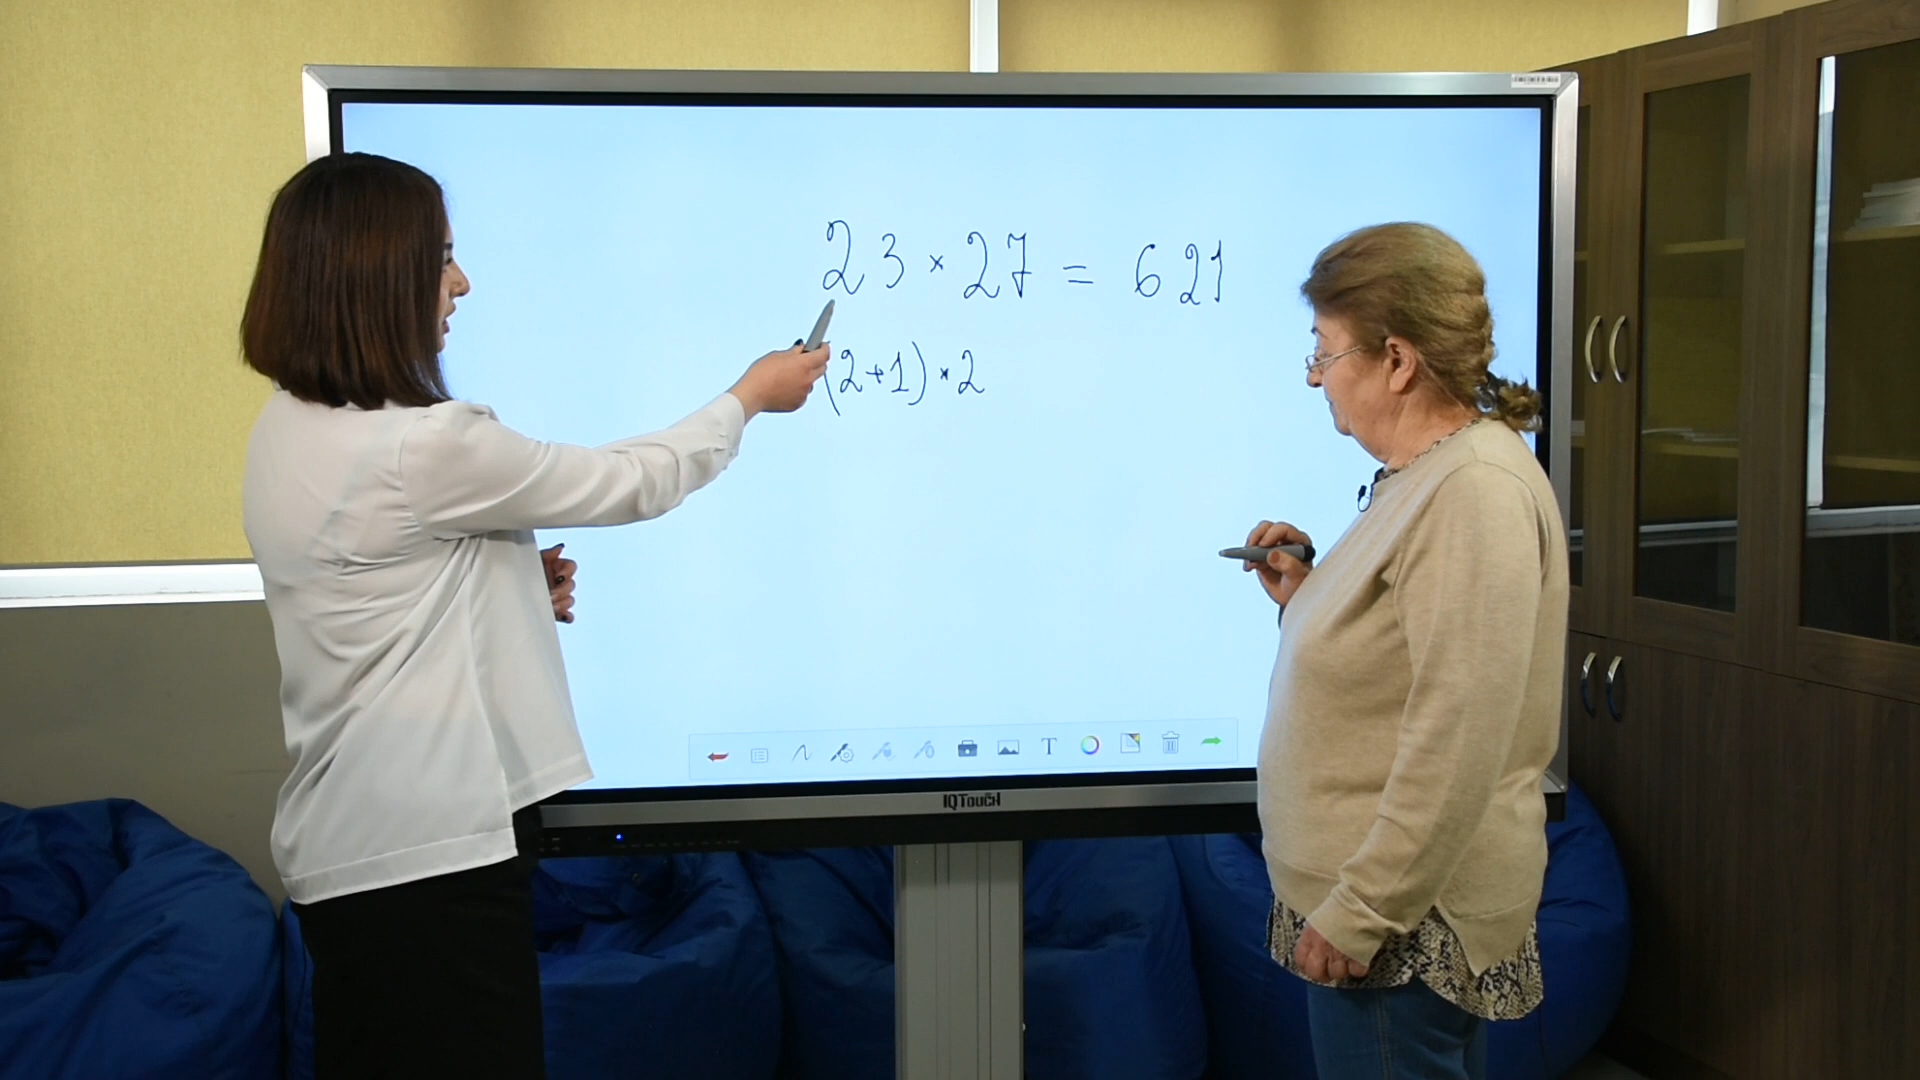 23 × 27 = 621
(2+1) × 2
T
IQTouch